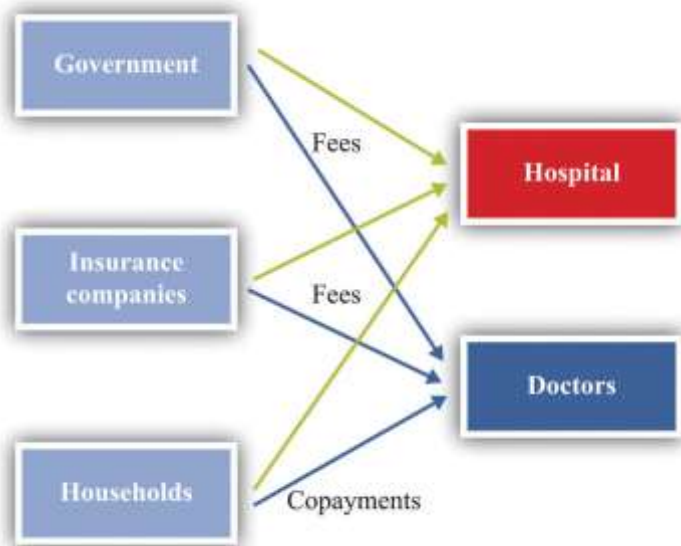 Government
Fees
Hospital
Insurance
companies
Fees
Doctors
Households
Copayments